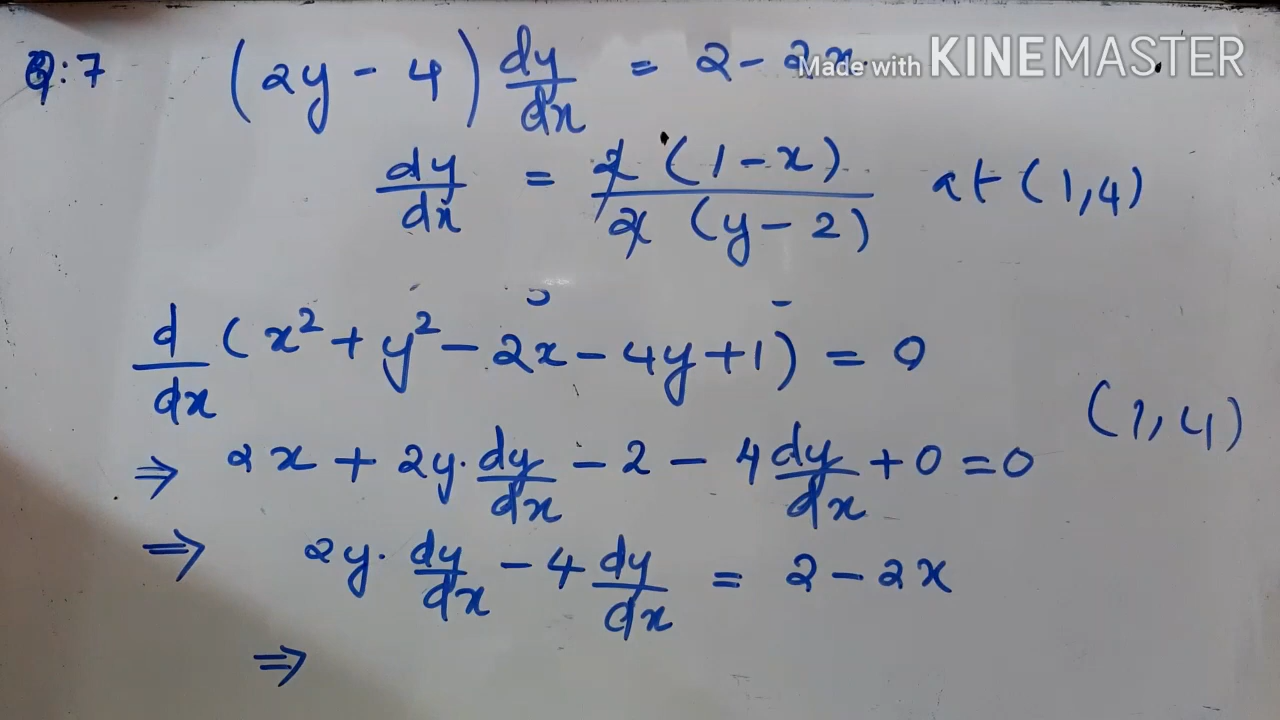 Q:7 (2y - 4) dy/dx = 2 - 2x
Made with KINEMASTER
dy/dx = 2 (1 - x) / 2 (y - 2) at (1,4)
d/dx (x² + y² - 2x - 4y + 1) = 0
(1,4)
⇒ 2x + 2y. dy/dx - 2 - 4 dy/dx + 0 = 0
⇒ 2y. dy/dx - 4 dy/dx = 2 - 2x
⇒